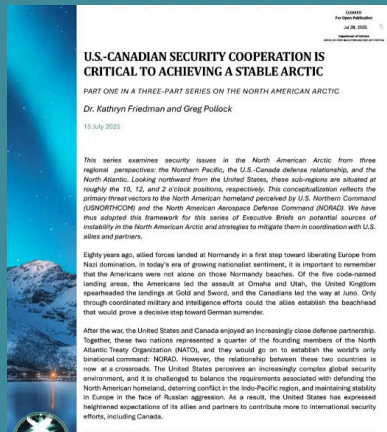 CLEARED
For Open Publication
Jul 29, 2025
5
Department of Defense
U.S.-CANADIAN SECURITY COOPERATION IS
CRITICAL TO ACHIEVING A STABLE ARCTIC
PART ONE IN A THREE-PART SERIES ON THE NORTH AMERICAN ARCTIC
Dr. Kathryn Friedman and Greg Pollock
15 July 2025
This series examines security issues in the North American Arctic from three
regional perspectives: the Northern Pacific, the U.S.-Canada defense relationship, and the
North Atlantic. Looking northward from the United States, these sub-regions are situated at
roughly the 10, 12, and 2 o'clock positions, respectively. This conceptualization reflects the
primary threat vectors to the North American homeland perceived by U.S. Northern Command
(USNORTHCOM) and the North American Aerospace Defense Command (NORAD). We have
thus adopted this framework for this series of Executive Briefs on potential sources of
instability in the North American Arctic and strategies to mitigate them in coordination with U.S.
allies and partners.
Eighty years ago, allied forces landed at Normandy in a first step toward liberating Europe from
Nazi domination. In today's era of growing nationalist sentiment, it is important to remember
that the Americans were not alone on those Normandy beaches. Of the five code-named
landing areas, the Americans led the assault at Omaha and Utah, the United Kingdom
spearheaded the landings at Gold and Sword, and the Canadians led the way at Juno. Only
through coordinated military and intelligence efforts could the allies establish the beachhead
that would prove a decisive step toward German surrender.
After the war, the United States and Canada enjoyed an increasingly close defense partnership.
Together, these two nations represented a quarter of the founding members of the North
Atlantic Treaty Organization (NATO), and they would go on to establish the world's only
binational command: NORAD. However, the relationship between these two countries is
now at a crossroads. The United States perceives an increasingly complex global security
environment, and it is challenged to balance the requirements associated with defending the
North American homeland, deterring conflict in the Indo-Pacific region, and maintaining stability
in Europe in the face of Russian aggression. As a result, the United States has expressed
heightened expectations of its allies and partners to contribute more to international security
efforts, including Canada.